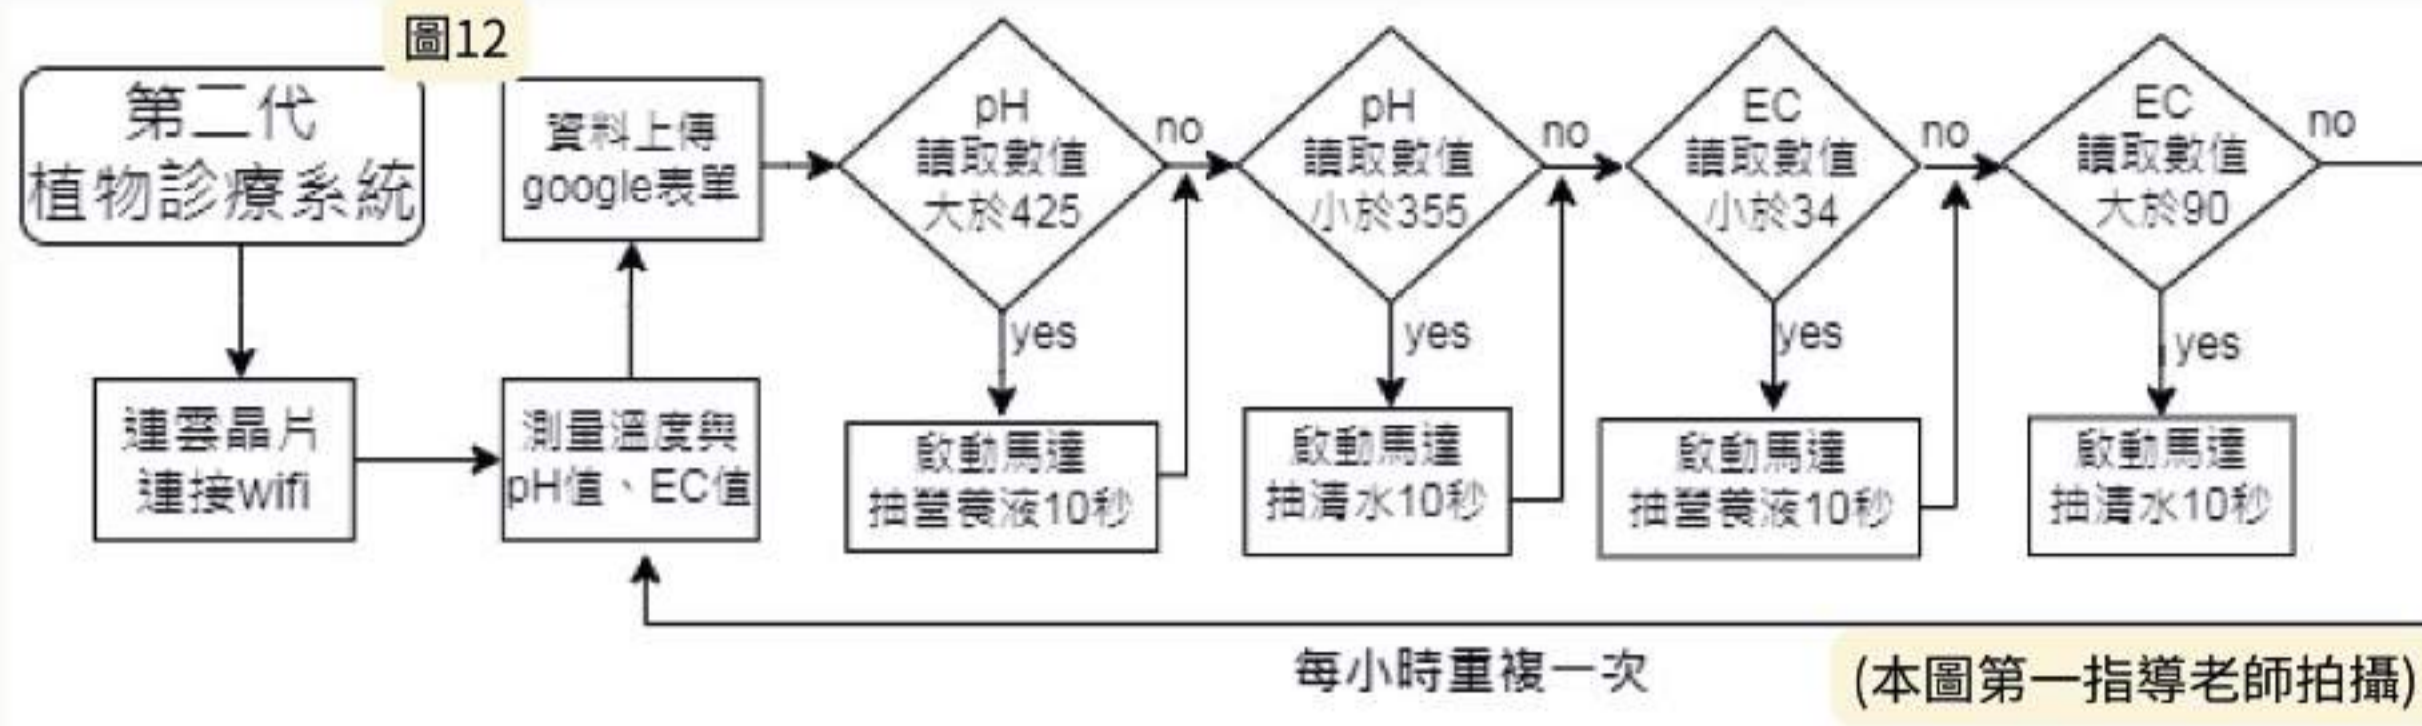 圖12
第二代
植物診療系統
連雲晶片
連接wifi
測量溫度與
pH值、EC值
資料上傳
google表單
pH
讀取數值
大於425
no
yes
啟動馬達
抽營養液10秒
pH
讀取數值
小於355
no
yes
啟動馬達
抽清水10秒
EC
讀取數值
小於34
no
yes
啟動馬達
抽營養液10秒
EC
讀取數值
大於90
no
yes
啟動馬達
抽清水10秒
每小時重複一次
(本圖第一指導老師拍攝)